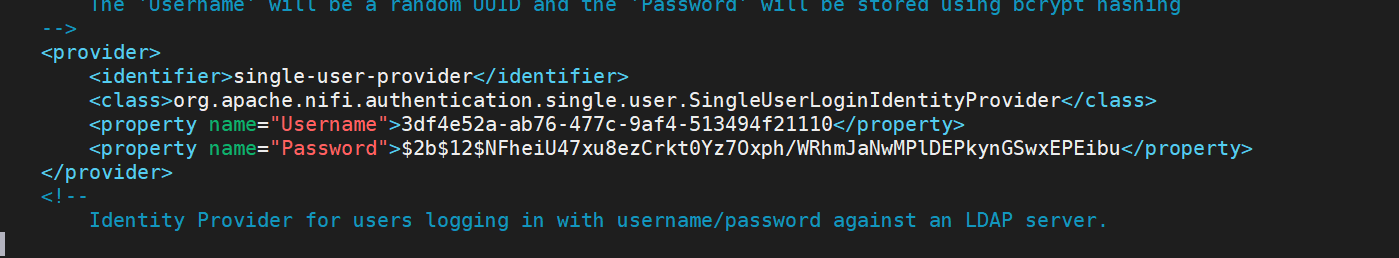 The 'Username' will be a random UUID and the 'Password' will be stored using bcrypt hashing
-->
<provider>
<identifier>single-user-provider</identifier>
<class>org.apache.nifi.authentication.single.user.SingleUserLoginIdentityProvider</class>
<property name="Username">3df4e52a-ab76-477c-9af4-513494f21110</property>
<property name="Password">$2b$12$NFheiU47xu8ezCrkt0Yz7Oxph/WRhmJaNwMPlDEPkynGSwxEPEibu</property>
</provider>
<!--
Identity Provider for users logging in with username/password against an LDAP server.